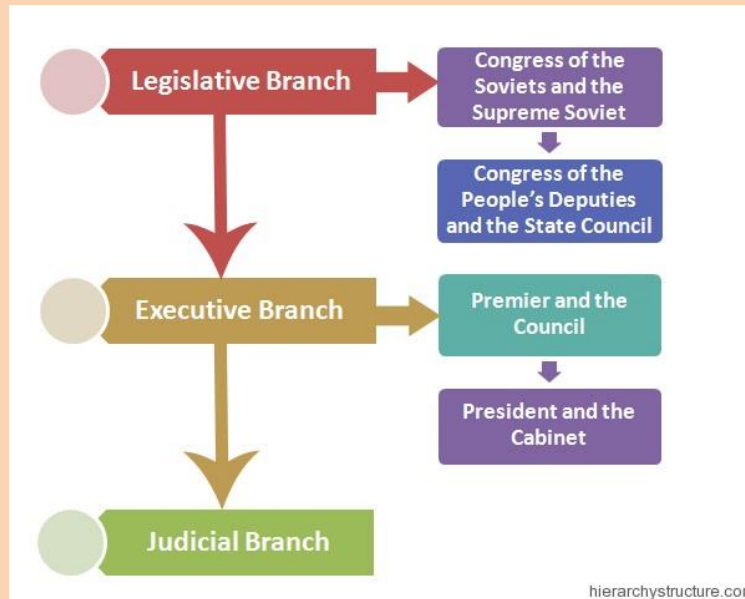 Legislative Branch
Congress of the
Soviets and the
Supreme Soviet
Congress of the
People's Deputies
and the State Council
Executive Branch
Premier and the
Council
President and the
Cabinet
Judicial Branch
hierarchystructure.com